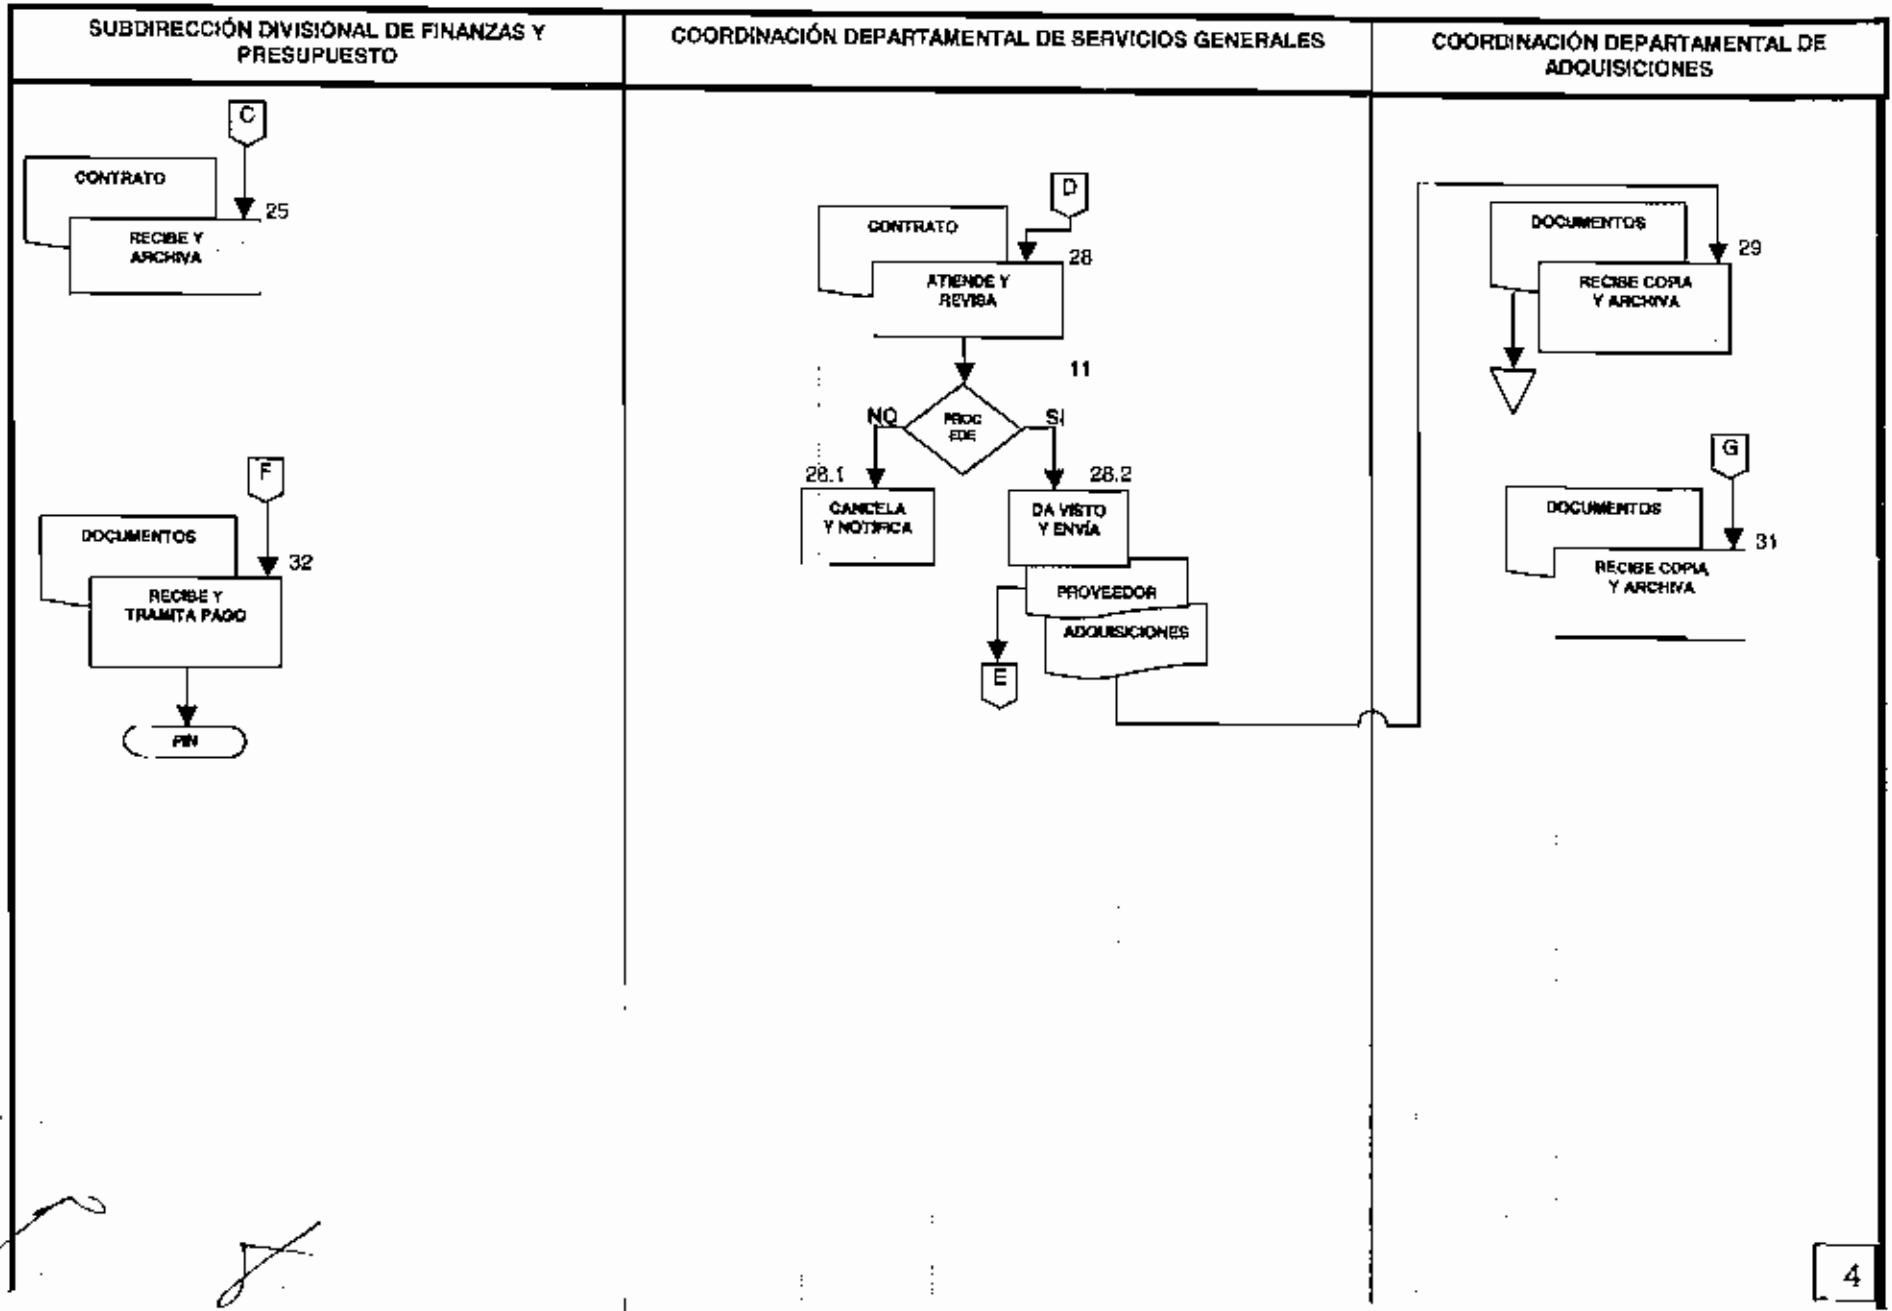 SUBDIRECCIÓN DIVISIONAL DE FINANZAS Y
PRESUPUESTO
COORDINACIÓN DEPARTAMENTAL DE SERVICIOS GENERALES
COORDINACIÓN DEPARTAMENTAL DE
ADQUISICIONES
C
CONTRATO
25
RECIBE Y
ARCHIVA
F
DOCUMENTOS
32
RECIBE Y
TRAMITA PAGO
FIN
D
CONTRATO
28
ATIENDE Y
REVISA
11
NO
PROC
EDE
SI
28.1
CANCELA
Y NOTIFICA
28.2
DA VISTO
Y ENVÍA
PROVEEDOR
ADQUISICIONES
E
DOCUMENTOS
29
RECIBE COPIA
Y ARCHIVA
G
DOCUMENTOS
31
RECIBE COPIA
Y ARCHIVA
4